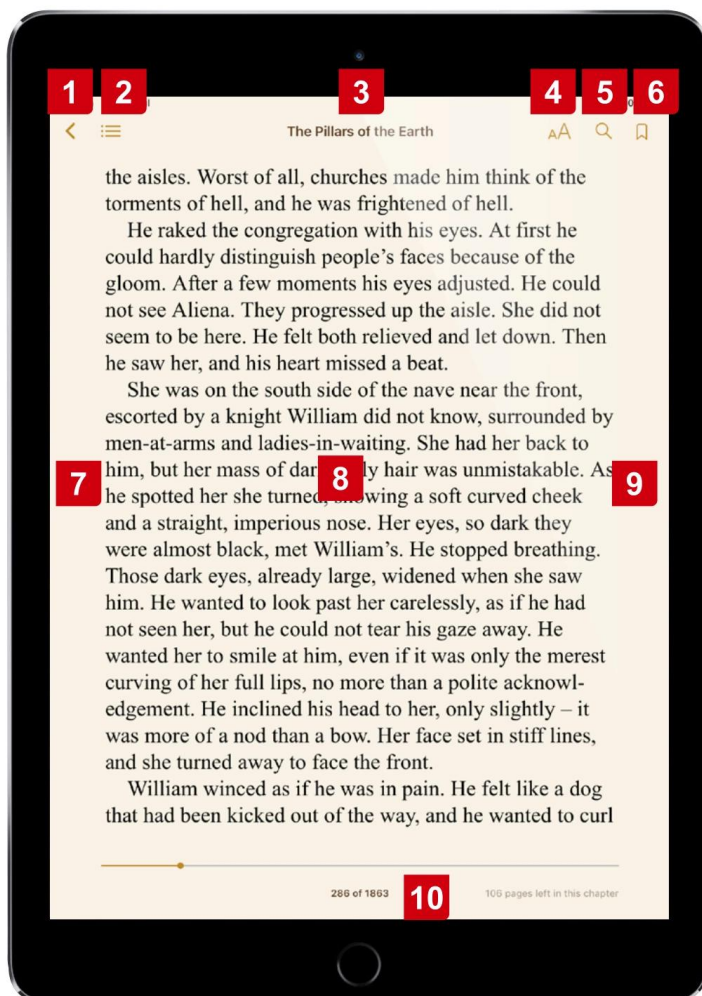 1 2 3 4 5 6
The Pillars of the Earth AA
the aisles. Worst of all, churches made him think of the
torments of hell, and he was frightened of hell.
He raked the congregation with his eyes. At first he
could hardly distinguish people’s faces because of the
gloom. After a few moments his eyes adjusted. He could
not see Aliena. They progressed up the aisle. She did not
seem to be here. He felt both relieved and let down. Then
he saw her, and his heart missed a beat.
She was on the south side of the nave near the front,
escorted by a knight William did not know, surrounded by
men-at-arms and ladies-in-waiting. She had her back to
7 him, but her mass of 8 hair was unmistakable. As 9
he spotted her she turned, a soft curved cheek
and a straight, imperious nose. Her eyes, so dark they
were almost black, met William’s. He stopped breathing.
Those dark eyes, already large, widened when she saw
him. He wanted to look past her carelessly, as if he had
not seen her, but he could not tear his gaze away. He
wanted her to smile at him, even if it was only the merest
curving of her full lips, no more than a polite acknowl-
edgement. He inclined his head to her, only slightly – it
was more of a nod than a bow. Her face set in stiff lines,
and she turned away to face the front.
William winced as if he was in pain. He felt like a dog
that had been kicked out of the way, and he wanted to curl
286 of 1863 10 106 pages left in this chapter